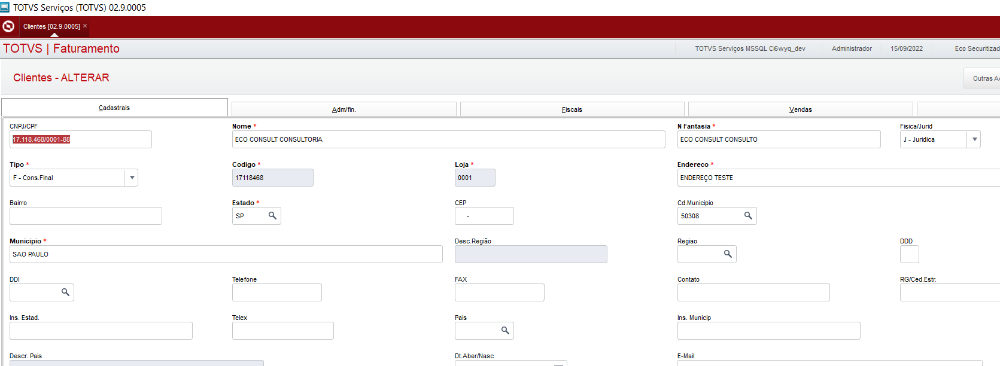 TOTVS Serviços (TOTVS) 02.9.0005
Clientes [02.9.0005] ×
TOTVS | Faturamento
TOTVS Serviços MSSQL Ci6wyq_dev
Administrador
15/09/2022
Eco Securitizad
Clientes - ALTERAR
Outras
Cadastrais
Adm/fin.
Fiscais
Vendas
CNPJ/CPF
Nome *
N Fantasia *
Fisica/Jurid
17.118.468/0001-88
ECO CONSULT CONSULTORIA
ECO CONSULT CONSULTO
J - Juridica
Tipo *
Codigo *
Loja *
Endereco *
F - Cons.Final
17118468
0001
ENDEREÇO TESTE
Bairro
Estado *
CEP
Cd.Municipio
SP
-
50308
Municipio *
Desc.Região
Regiao
DDD
SAO PAULO
DDI
Telefone
FAX
Contato
RG/Ced.Estr.
Ins. Estad.
Telex
Pais
Ins. Municip
Descr. Pais
Dt.Aber/Nasc
E-Mail